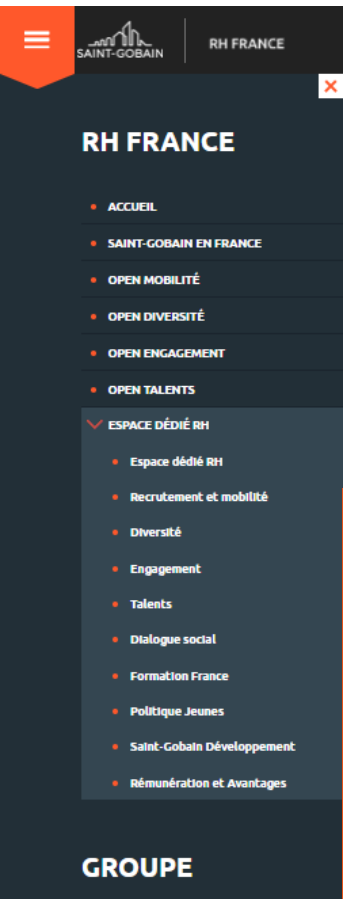 SAINT-GOBAIN
RH FRANCE
RH FRANCE
ACCUEIL
SAINT-GOBAIN EN FRANCE
OPEN MOBILITÉ
OPEN DIVERSITÉ
OPEN ENGAGEMENT
OPEN TALENTS
ESPACE DÉDIÉ RH
Espace dédié RH
Recrutement et mobilité
Diversité
Engagement
Talents
Dialogue social
Formation France
Politique Jeunes
Saint-Gobain Développement
Rémunération et Avantages
GROUPE